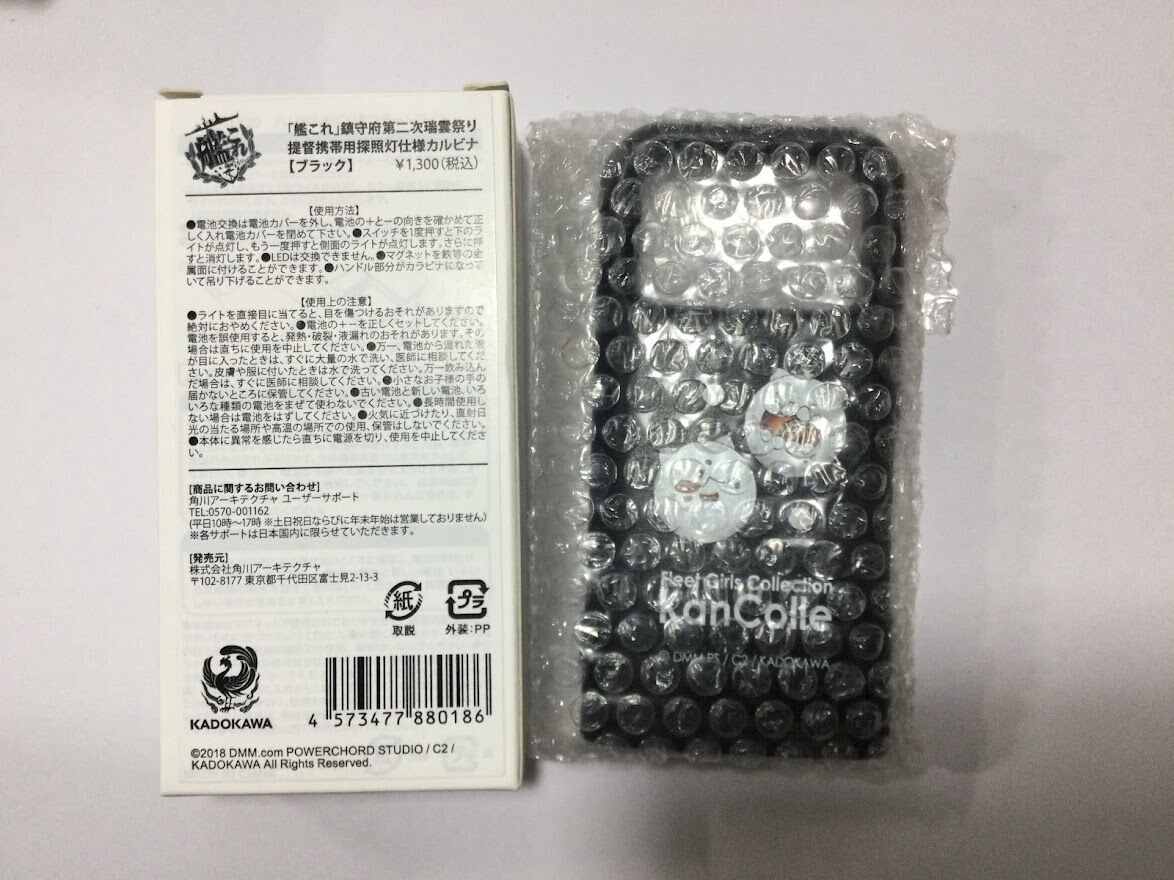 艦これ
「艦これ」鎮守府第二次瑞雲祭り
提督携帯用探照灯仕様カルビナ
【ブラック】 ¥1,300(税込)
【使用方法】
●電池交換は電池カバーを外し、電池の+と−の向きを確かめて正
しく入れ電池カバーを閉めて下さい。●スイッチを1度押すと下のラ
イトが点灯し、もう一度押すと側面のライトが点灯します。さらに押
すと消灯します。●LEDは交換できません。●マグネットを鉄等の金
属面に付けることができます。●ハンドル部分がカラビナになって
いて吊り下げることができます。
【使用上の注意】
●ライトを直接目に当てると、目を傷つけるおそれがありますので
絶対におやめください。●電池の+−を正しくセットしてください。
電池を誤使用すると、発熱・破裂・液漏れのおそれがあります。その
場合は直ちに使用を中止してください。●万一、電池から漏れた液
が目に入ったときは、すぐに大量の水で洗い、医師に相談してくださ
い。皮膚や服に付いたときは水で洗ってください。万一飲み込ん
だ場合は、すぐに医師に相談してください。●小さなお子様の手の
届かないところに保管してください。●古い電池と新しい電池、いろ
いろな種類の電池をまぜて使わないでください。●長時間使用し
ない場合は電池をはずしてください。●火気に近づけたり、直射日
光の当たる場所や高温の場所での使用、保管はしないでください。
●本体に異常を感じたら直ちに電源を切り、使用を中止してくださ
い。
[商品に関するお問い合わせ]
角川アーキテクチャ ユーザーサポート
TEL:0570-001162
(平日10時〜17時 ※土日祝日ならびに年末年始は営業しておりません)
※各サポートは日本国内に限らせていただきます。
[発売元]
株式会社角川アーキテクチャ
〒102-8177 東京都千代田区富士見2-13-3
紙
取説
プラ
外装:PP
KADOKAWA
4 573477 880186
©2018 DMM.com POWERCHORD STUDIO / C2 /
KADOKAWA All Rights Reserved.
Fleet Girls Collection
KanColle
© DMM PS / C2 / KADOKAWA